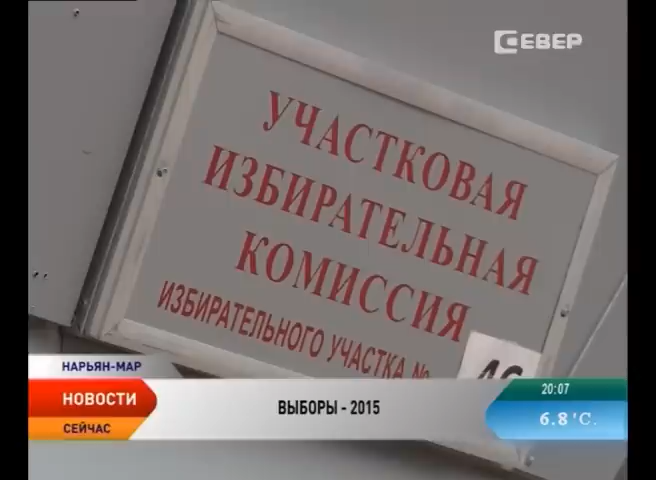 СЕВЕР
УЧАСТКОВАЯ
ИЗБИРАТЕЛЬНАЯ
КОМИССИЯ
ИЗБИРАТЕЛЬНОГО УЧАСТКА №
НАРЬЯН-МАР
НОВОСТИ
СЕЙЧАС
ВЫБОРЫ - 2015
20:07
6.8'C.